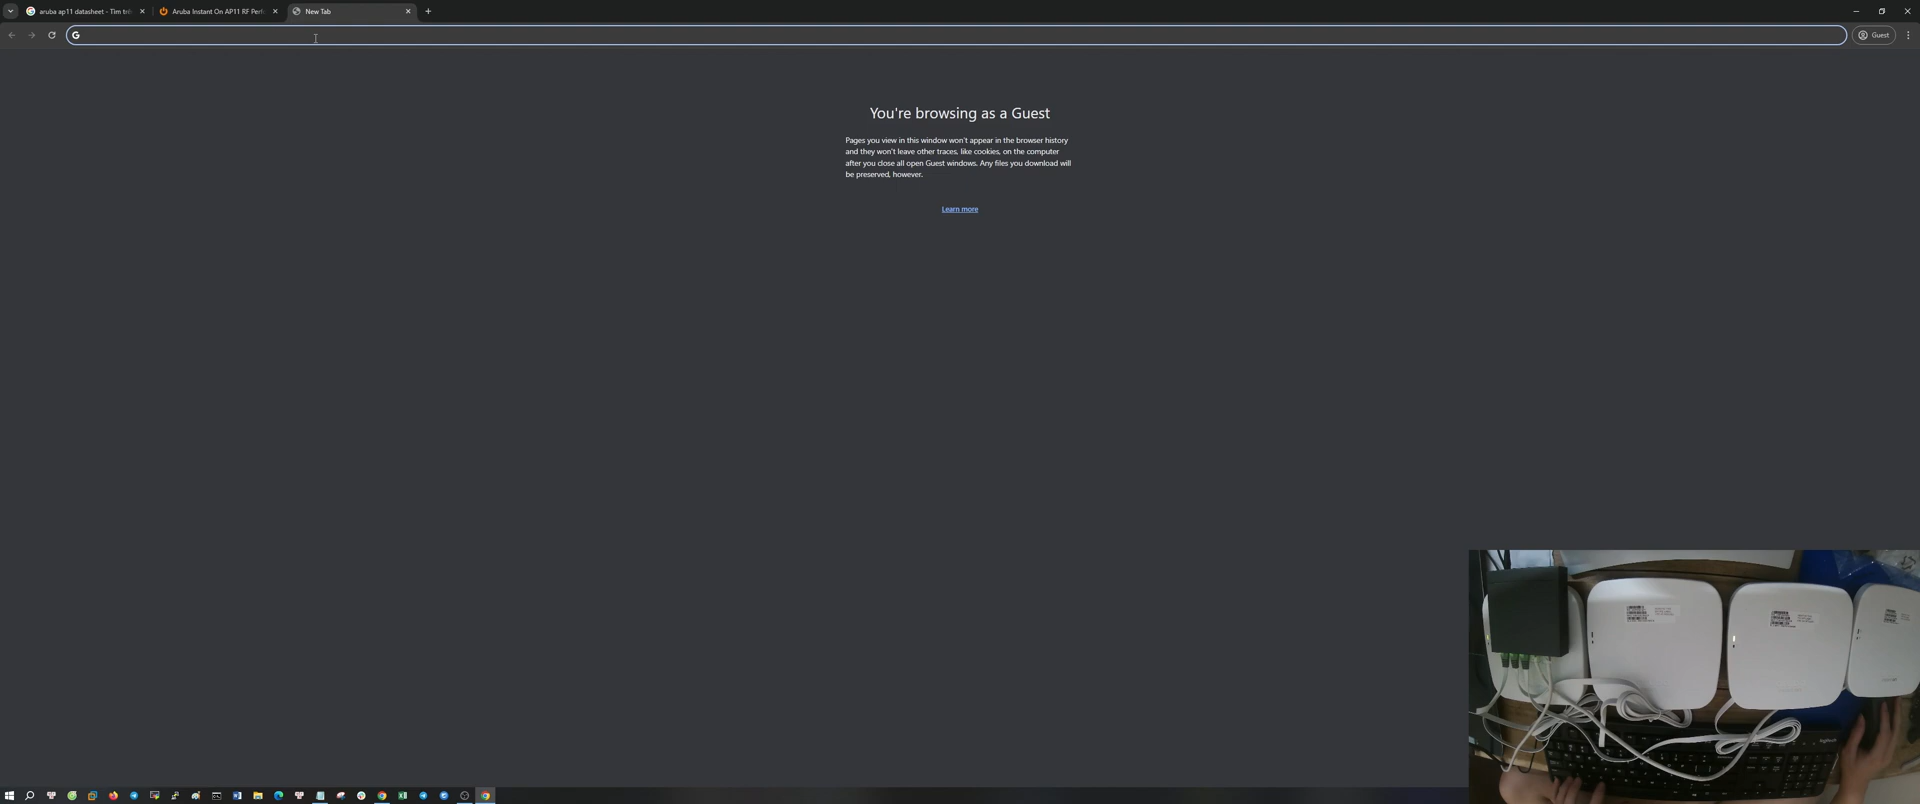 aruba ap11 datasheet - Tìm trê
Aruba Instant On AP11 RF Perf
New Tab
Guest
You're browsing as a Guest
Pages you view in this window won't appear in the browser history
and they won't leave other traces, like cookies, on the computer
after you close all open Guest windows. Any files you download will
be preserved, however.
Learn more
logitech